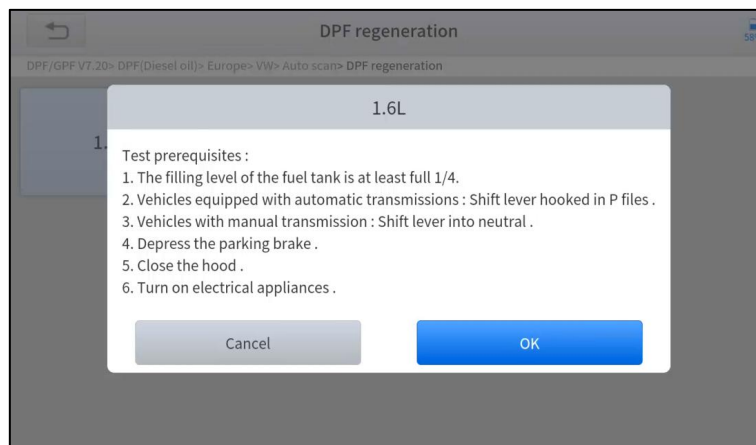 DPF regeneration
58%
DPF/GPF V7.20> DPF(Diesel oil)> Europe> VW> Auto scan> DPF regeneration
1.
1.6L
Test prerequisites :
1. The filling level of the fuel tank is at least full 1/4.
2. Vehicles equipped with automatic transmissions : Shift lever hooked in P files .
3. Vehicles with manual transmission : Shift lever into neutral .
4. Depress the parking brake .
5. Close the hood .
6. Turn on electrical appliances .
Cancel
OK